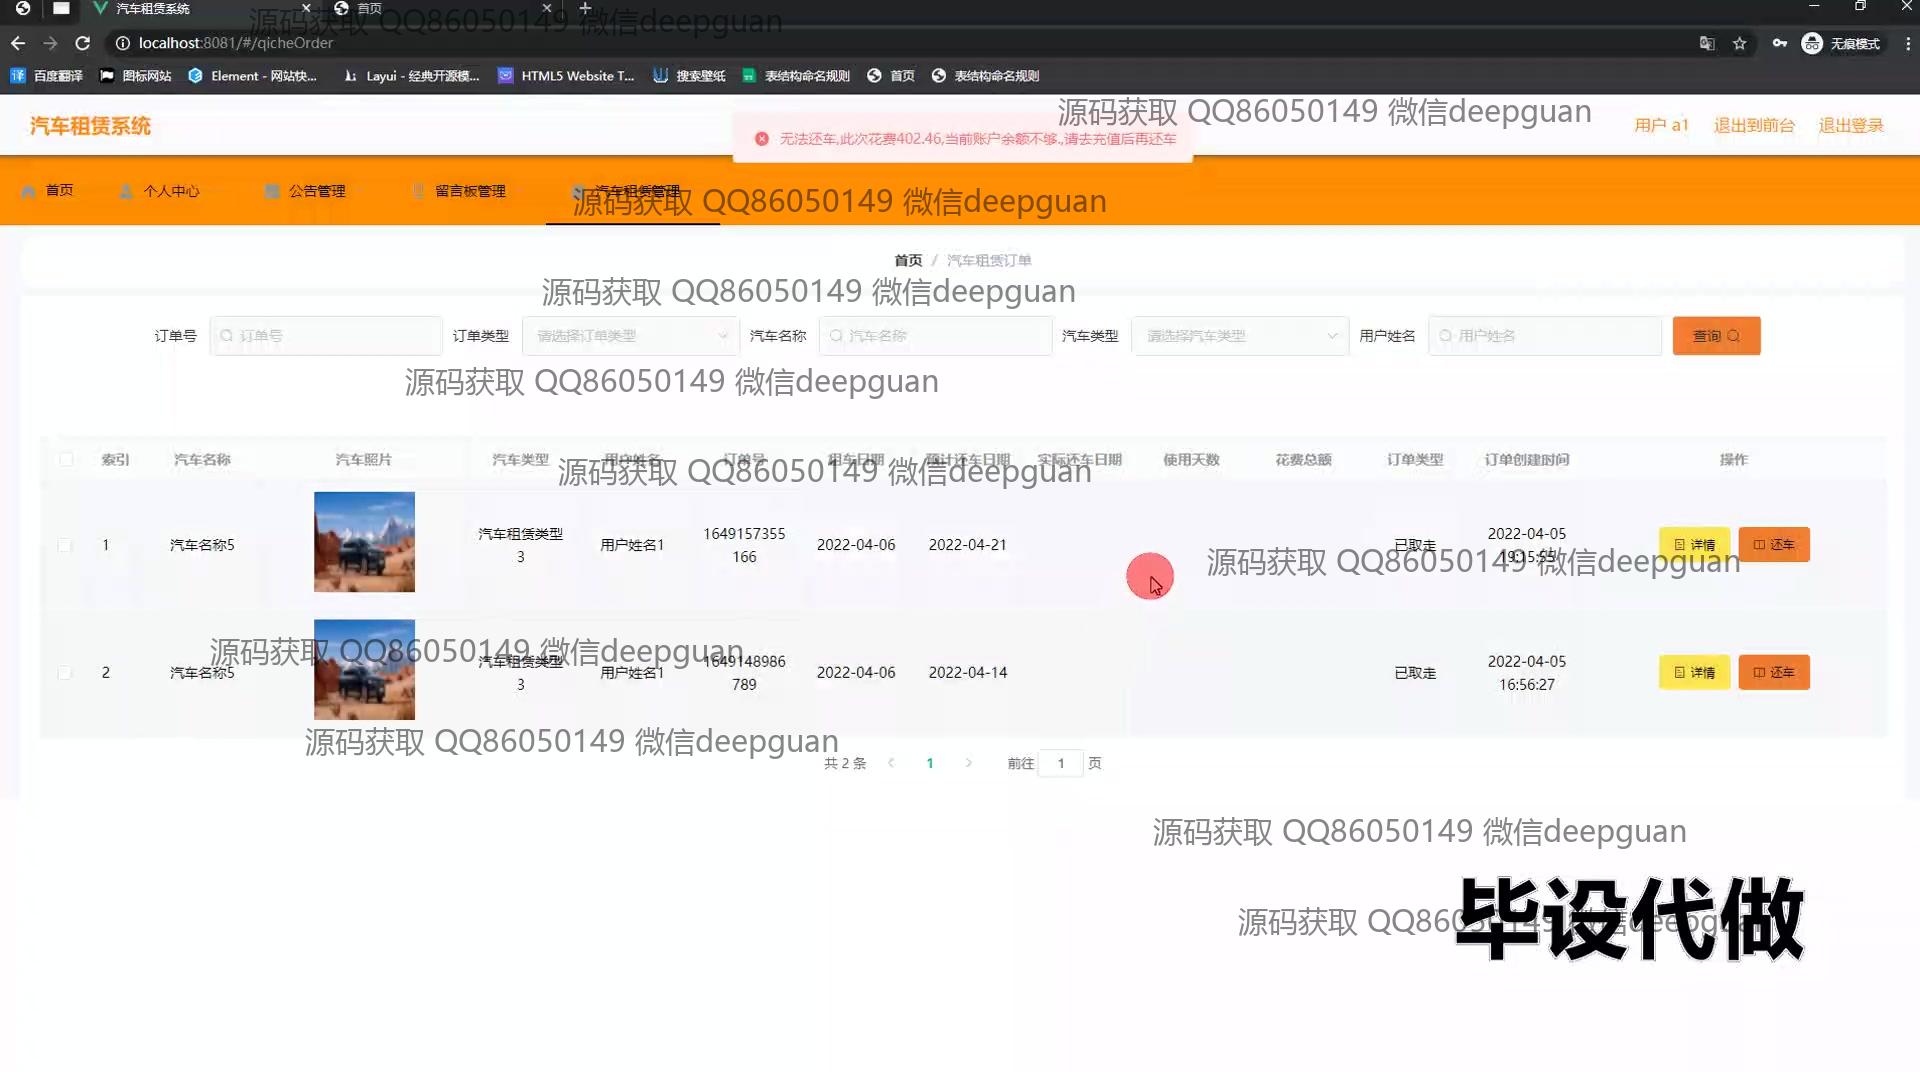 汽车租赁系统
首页
源码获取 QQ86050149 微信deepguan
localhost:8081/#/qicheOrder
无痕模式
百度翻译 图标网站 Element - 网站快... Layui - 经典开源模... HTML5 Website T... 搜索壁纸 表结构命名规则 首页 表结构命名规则
源码获取 QQ86050149 微信deepguan
汽车租赁系统
无法还车,此次花费402.46,当前账户余额不够.,请去充值后再还车
用户 a1 退出到前台 退出登录
首页 个人中心 公告管理 留言板管理 汽车租赁管理
源码获取 QQ86050149 微信deepguan
首页 / 汽车租赁订单
源码获取 QQ86050149 微信deepguan
订单号 订单号 订单类型 请选择订单类型 汽车名称 汽车名称 汽车类型 请选择汽车类型 用户姓名 用户姓名 查询
源码获取 QQ86050149 微信deepguan
索引 汽车名称 汽车照片 汽车类型 用户姓名 订单号 租车日期 预计还车日期 实际还车日期 使用天数 花费总额 订单类型 订单创建时间 操作
源码获取 QQ86050149 微信deepguan
1 汽车名称5 汽车租赁类型3 用户姓名1 1649157355166 2022-04-06 2022-04-21 已取走 2022-04-05 19:15:55 详情 还车
源码获取 QQ86050149 微信deepguan
源码获取 QQ86050149 微信deepguan
2 汽车名称5 汽车租赁类型3 用户姓名1 1649148986789 2022-04-06 2022-04-14 已取走 2022-04-05 16:56:27 详情 还车
源码获取 QQ86050149 微信deepguan
共 2 条 1 前往 1 页
源码获取 QQ86050149 微信deepguan
源码获取 QQ86050149 微信deepguan
毕设代做